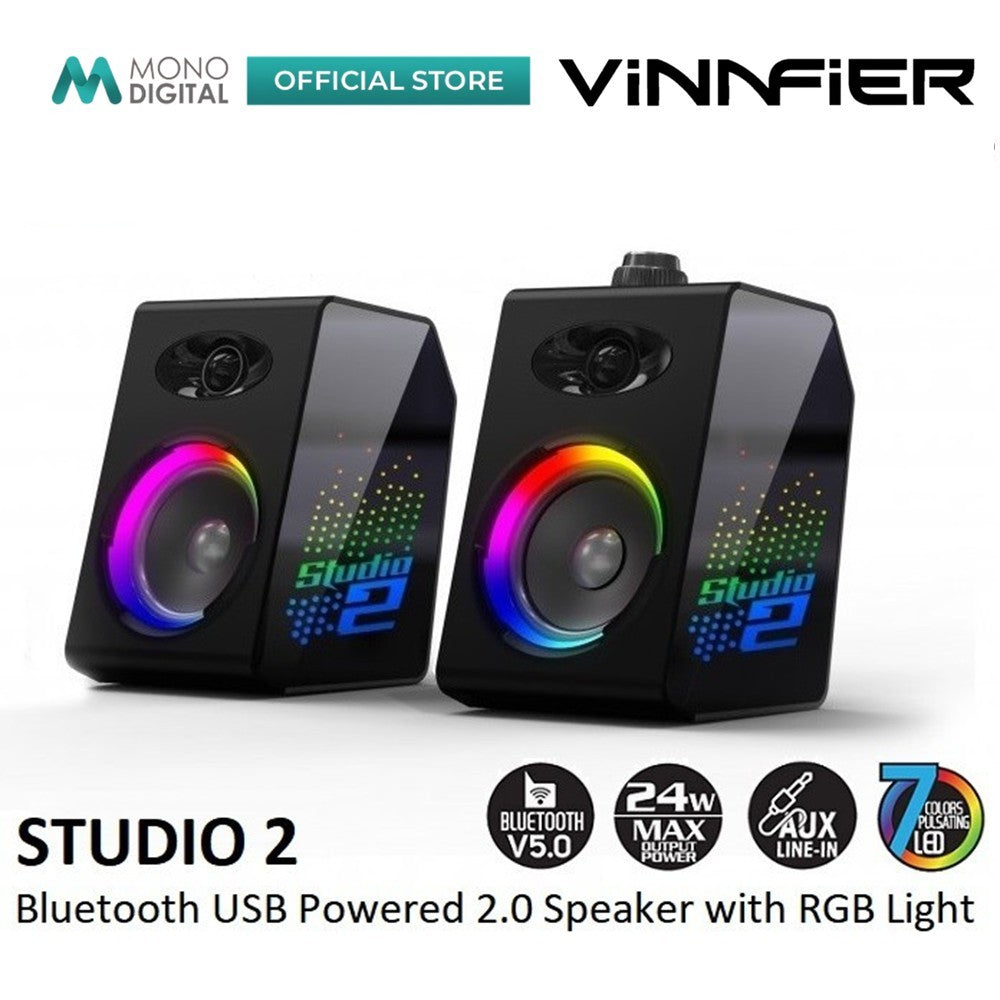 MONO
DIGITAL
OFFICIAL STORE
ViNNFiER
Studio
2
Studio
2
BLUETOOTH
V5.0
24W
MAX
OUTPUT
POWER
AUX
LINE-IN
7
COLORS
PULSATING
LED
STUDIO 2
Bluetooth USB Powered 2.0 Speaker with RGB Light